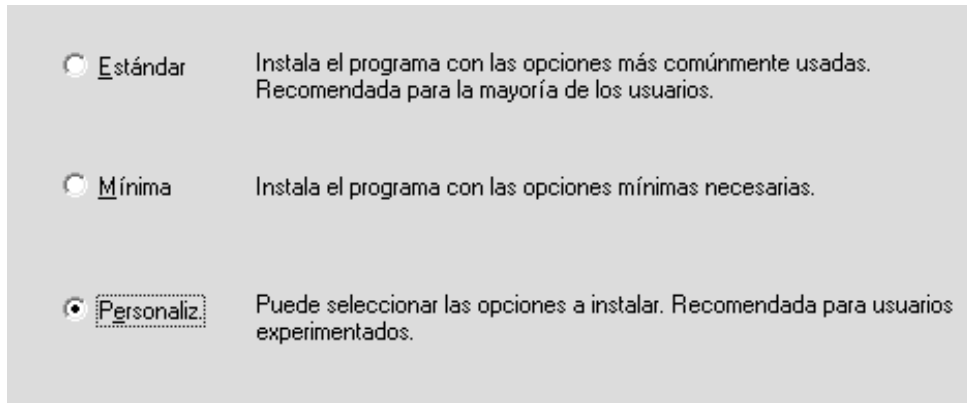 Estándar
Instala el programa con las opciones más comúnmente usadas.
Recomendada para la mayoría de los usuarios.
Mínima
Instala el programa con las opciones mínimas necesarias.
Personaliz.
Puede seleccionar las opciones a instalar. Recomendada para usuarios
experimentados.